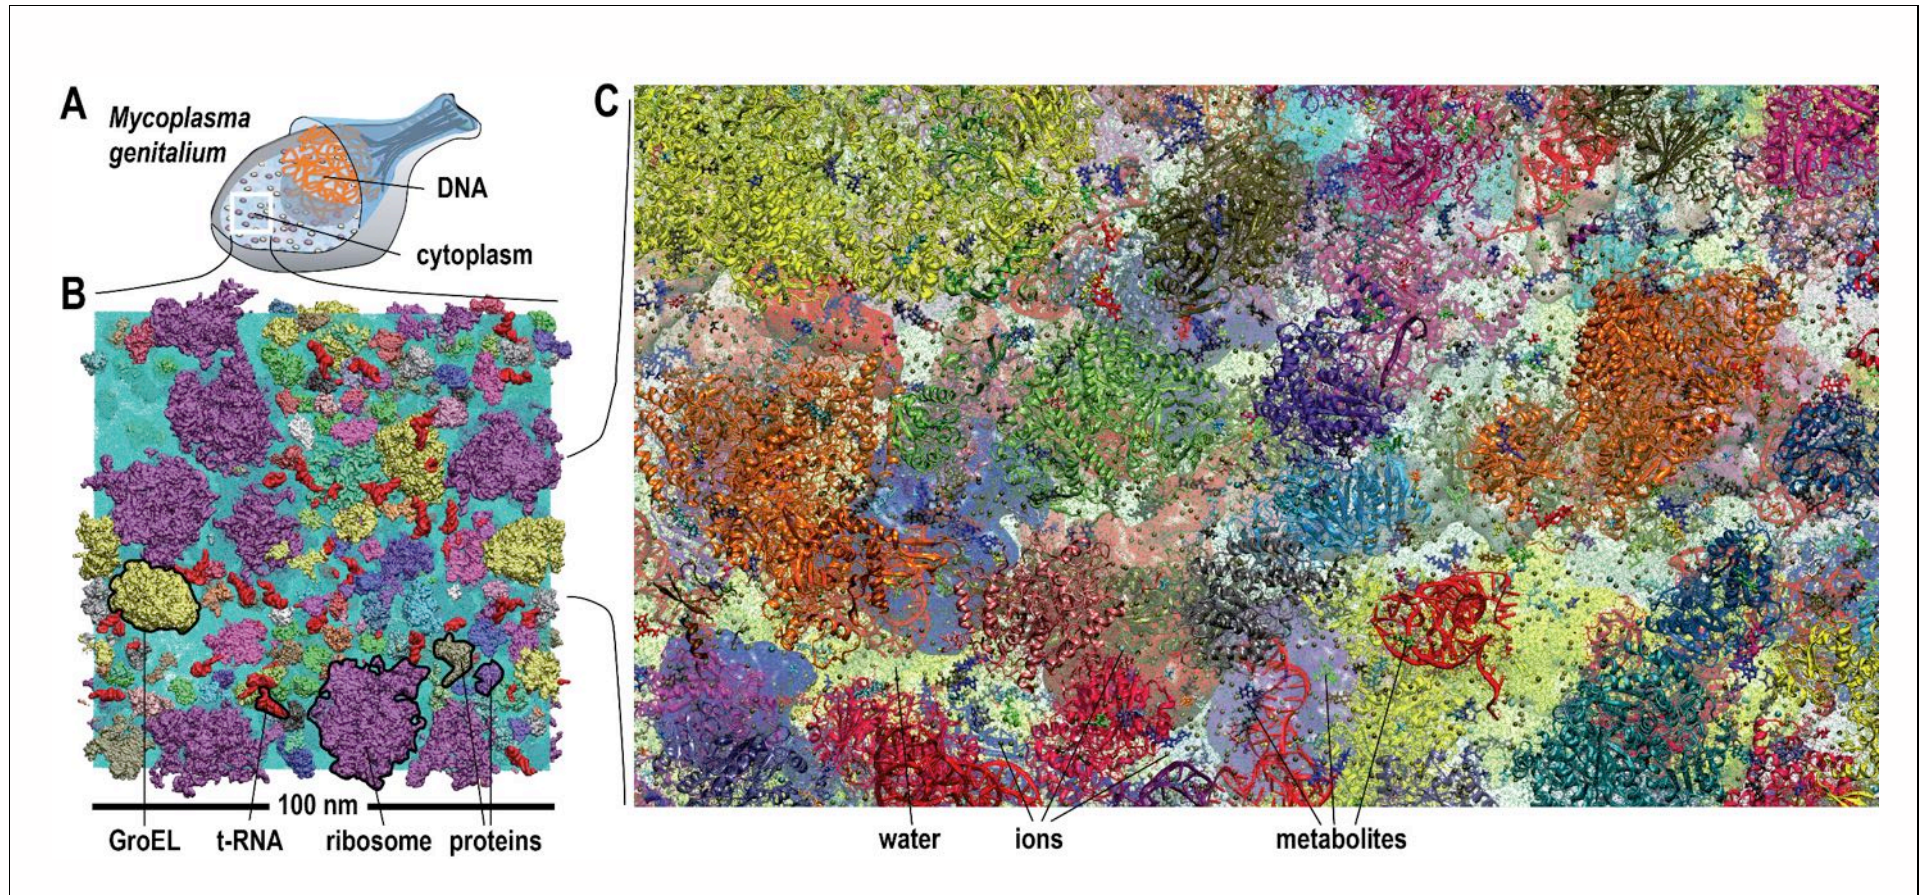 A
Mycoplasma
genitalium
DNA
cytoplasm
B
100 nm
GroEL t-RNA ribosome proteins
C
water ions metabolites